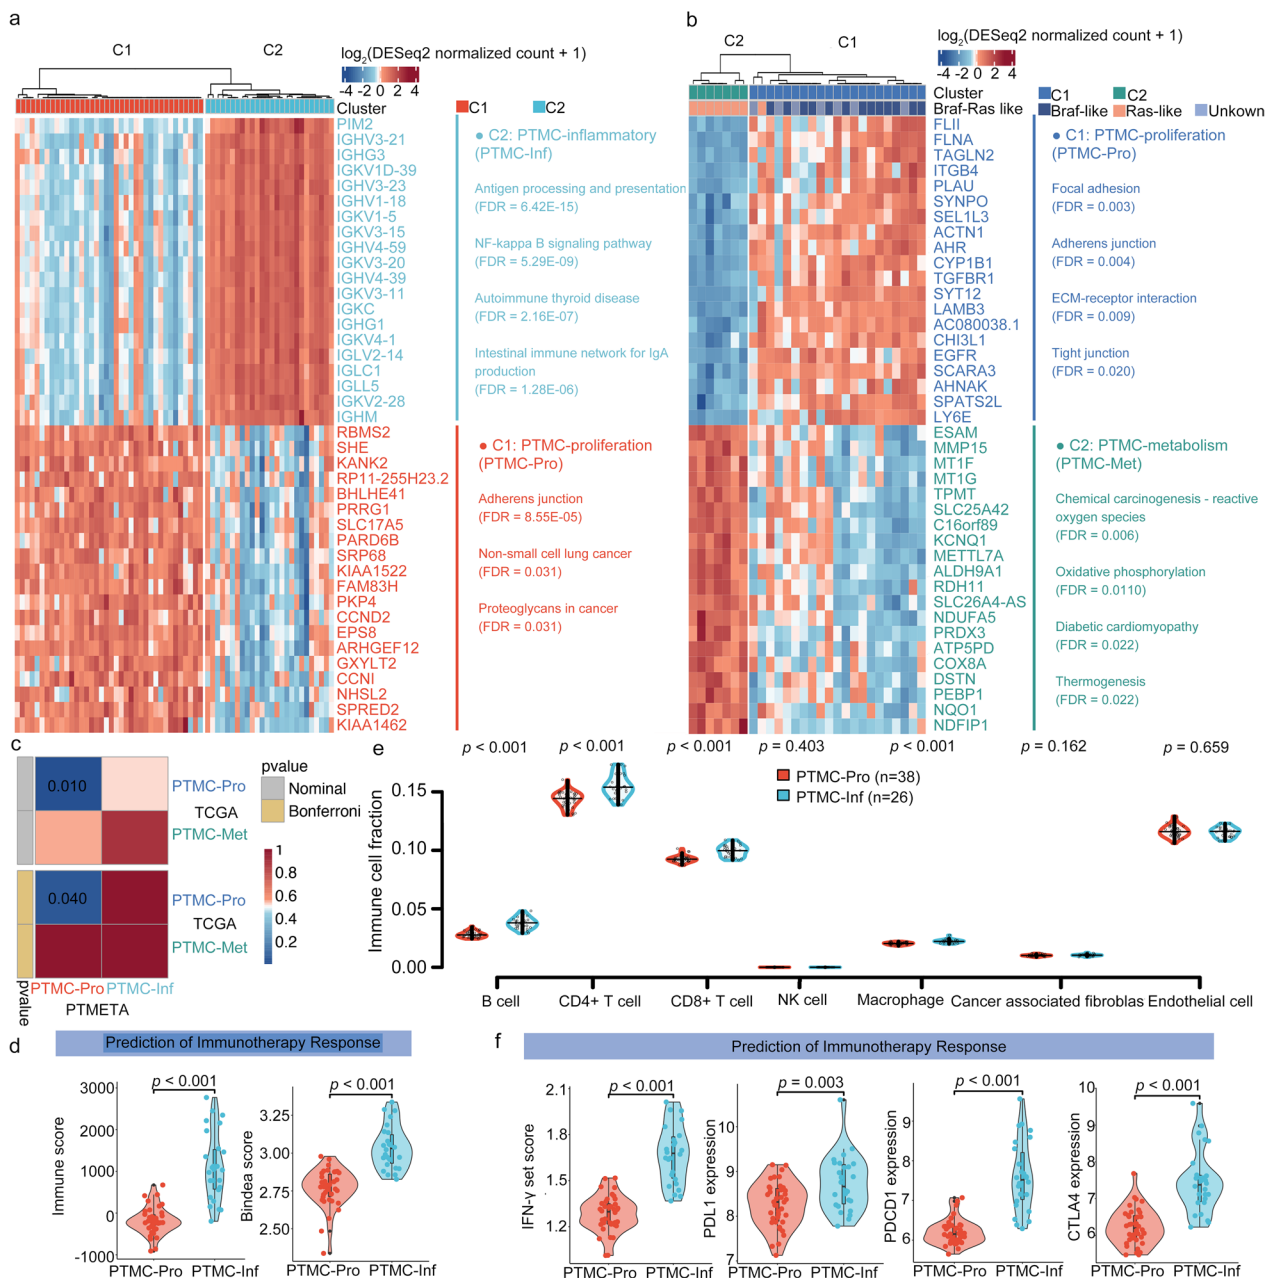 a
C1
C2
log2(DESeq2 normalized count + 1)
-4 -2 0 2 4
Cluster
C1
C2
PIM2
IGHV3-21
IGHG3
IGKV1D-39
IGHV3-23
IGHV1-18
IGKV1-5
IGKV3-15
IGHV4-59
IGKV3-20
IGHV4-39
IGKV3-11
IGKC
IGHG1
IGKV4-1
IGLV2-14
IGLC1
IGLL5
IGKV2-28
IGHM
RBMS2
SHE
KANK2
RP11-255H23.2
BHLHE41
PRRG1
SLC17A5
PARD6B
SRP68
KIAA1522
FAM83H
PKP4
CCND2
EPS8
ARHGEF12
GXYLT2
CCNI
NHSL2
SPRED2
KIAA1462
● C2: PTMC-inflammatory
(PTMC-Inf)
Antigen processing and presentation
(FDR = 6.42E-15)
NF-kappa B signaling pathway
(FDR = 5.29E-09)
Autoimmune thyroid disease
(FDR = 2.16E-07)
Intestinal immune network for IgA
production
(FDR = 1.28E-06)
● C1: PTMC-proliferation
(PTMC-Pro)
Adherens junction
(FDR = 8.55E-05)
Non-small cell lung cancer
(FDR = 0.031)
Proteoglycans in cancer
(FDR = 0.031)
b
C2
C1
log2(DESeq2 normalized count + 1)
-4 -2 0 2 4
Cluster
C1
C2
Braf-Ras like
Braf-like
Ras-like
Unkown
FLII
FLNA
TAGLN2
ITGB4
PLAU
SYNPO
SEL1L3
ACTN1
AHR
CYP1B1
TGFBR1
SYT12
LAMB3
AC080038.1
CHI3L1
EGFR
SCARA3
AHNAK
SPATS2L
LY6E
ESAM
MMP15
MT1F
MT1G
TPMT
SLC25A42
C16orf89
KCNQ1
METTL7A
ALDH9A1
RDH11
SLC26A4-AS
NDUFA5
PRDX3
ATP5PD
COX8A
DSTN
PEBP1
NQO1
NDFIP1
● C1: PTMC-proliferation
(PTMC-Pro)
Focal adhesion
(FDR = 0.003)
Adherens junction
(FDR = 0.004)
ECM-receptor interaction
(FDR = 0.009)
Tight junction
(FDR = 0.020)
● C2: PTMC-metabolism
(PTMC-Met)
Chemical carcinogenesis - reactive
oxygen species
(FDR = 0.006)
Oxidative phosphorylation
(FDR = 0.0110)
Diabetic cardiomyopathy
(FDR = 0.022)
Thermogenesis
(FDR = 0.022)
c
0.010
PTMC-Pro
TCGA
PTMC-Met
0.040
PTMC-Pro
TCGA
PTMC-Met
pvalue
Nominal
Bonferroni
1
0.8
0.6
0.4
0.2
pvalue
PTMC-Pro
PTMC-Inf
PTMETA
e
p < 0.001
p < 0.001
p < 0.001
p = 0.403
p < 0.001
p = 0.162
p = 0.659
PTMC-Pro (n=38)
PTMC-Inf (n=26)
Immune cell fraction
0.15
0.10
0.05
0.00
B cell
CD4+ T cell
CD8+ T cell
NK cell
Macrophage
Cancer associated fibroblas
Endothelial cell
d
Prediction of Immunotherapy Response
p < 0.001
Immune score
3000
2000
1000
0
-1000
PTMC-Pro
PTMC-Inf
p < 0.001
Bindea score
3.25
3.00
2.75
2.50
PTMC-Pro
PTMC-Inf
f
Prediction of Immunotherapy Response
p < 0.001
IFN-γ set score
2.1
1.8
1.5
1.2
PTMC-Pro
PTMC-Inf
p = 0.003
PDL1 expression
10
9
8
7
PTMC-Pro
PTMC-Inf
p < 0.001
PDCD1 expression
9
8
7
6
PTMC-Pro
PTMC-Inf
p < 0.001
CTLA4 expression
10
9
8
7
6
PTMC-Pro
PTMC-Inf